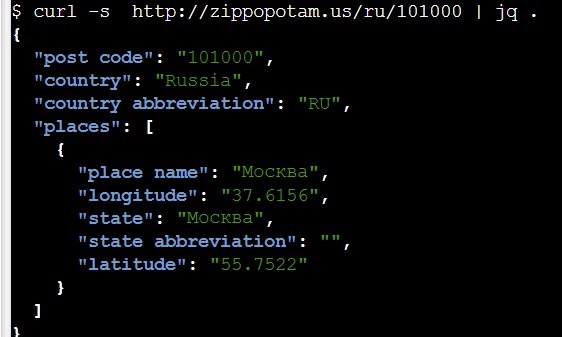 $ curl -s  http://zippopotam.us/ru/101000 | jq .
{
  "post code": "101000",
  "country": "Russia",
  "country abbreviation": "RU",
  "places": [
    {
      "place name": "Москва",
      "longitude": "37.6156",
      "state": "Москва",
      "state abbreviation": "",
      "latitude": "55.7522"
    }
  ]
}